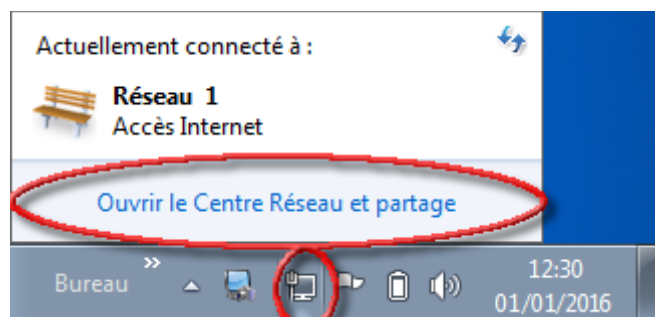 Actuellement connecté à :
Réseau 1
Accès Internet
Ouvrir le Centre Réseau et partage
Bureau »
12:30
01/01/2016